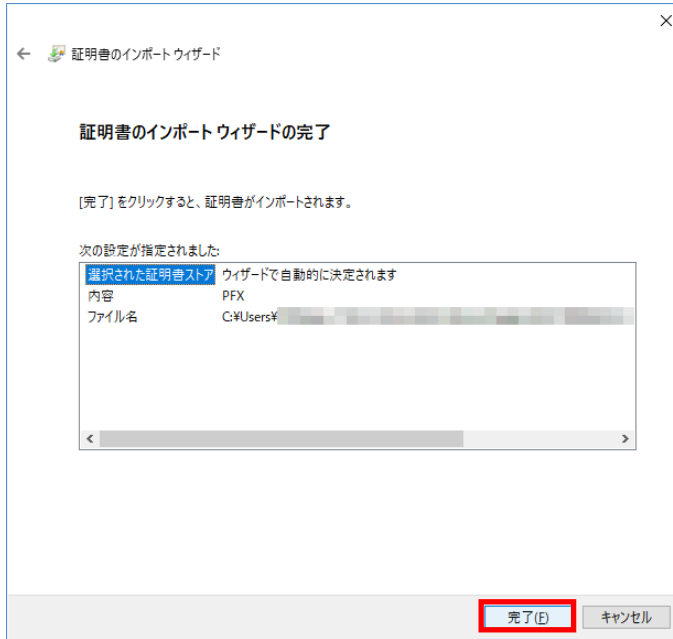 証明書のインポート ウィザード
証明書のインポート ウィザードの完了
[完了] をクリックすると、証明書がインポートされます。
次の設定が指定されました:
選択された証明書ストア ウィザードで自動的に決定されます
内容 PFX
ファイル名 C:¥Users¥
完了(F) キャンセル